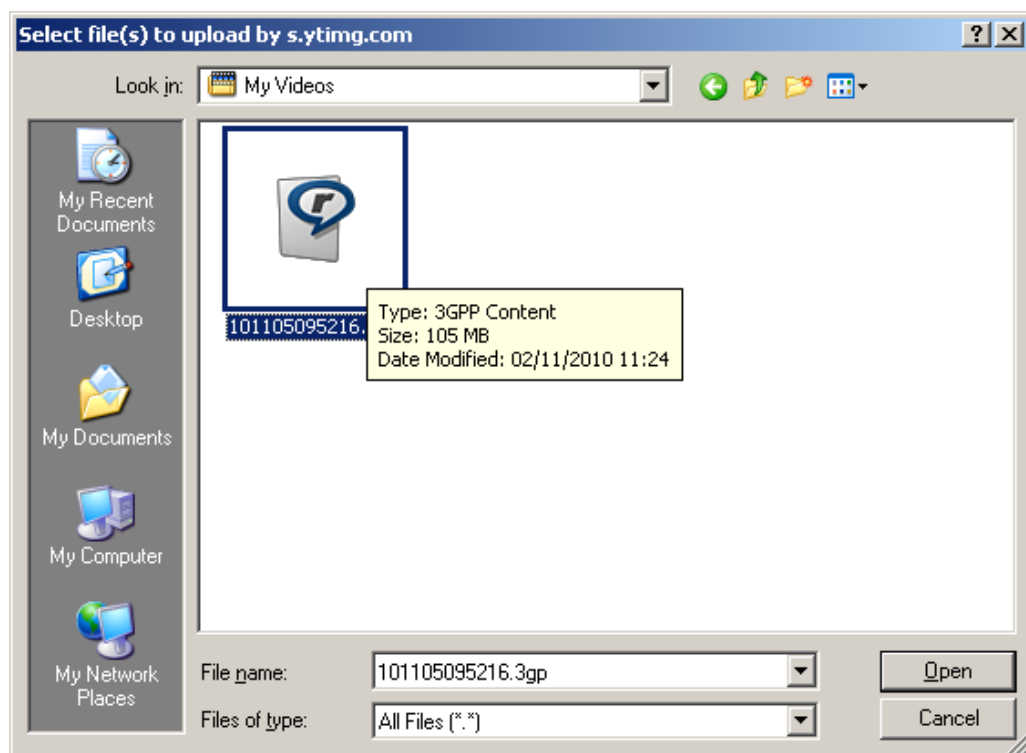 Select file(s) to upload by s.ytimg.com
Look in:
My Videos
My Recent
Documents
Desktop
My Documents
My Computer
My Network
Places
101105095216.
Type: 3GPP Content
Size: 105 MB
Date Modified: 02/11/2010 11:24
File name:
101105095216.3gp
Open
Files of type:
All Files (*.*)
Cancel